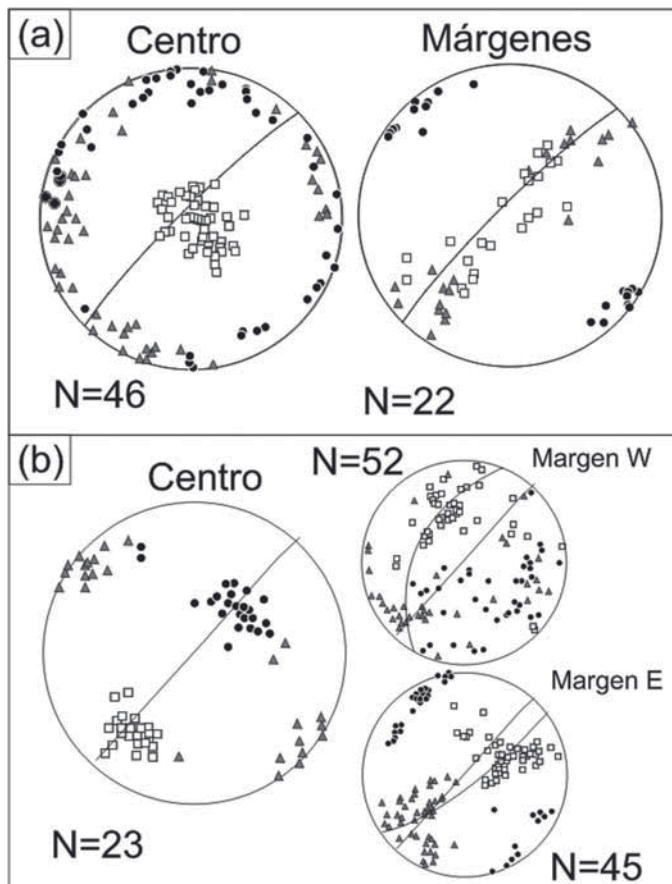 (a)
Centro
Márgenes
N=46
N=22
(b)
Centro
N=23
N=52
Margen W
Margen E
N=45